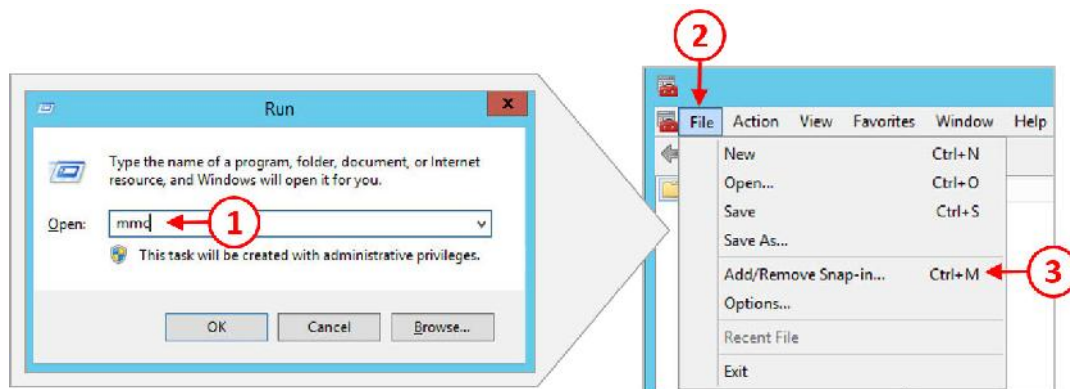 2
Run
x
Type the name of a program, folder, document, or Internet
resource, and Windows will open it for you.
Open: mmc 1
This task will be created with administrative privileges.
OK Cancel Browse...
File Action View Favorites Window Help
New Ctrl+N
Open... Ctrl+O
Save Ctrl+S
Save As...
Add/Remove Snap-in... Ctrl+M 3
Options...
Recent File
Exit